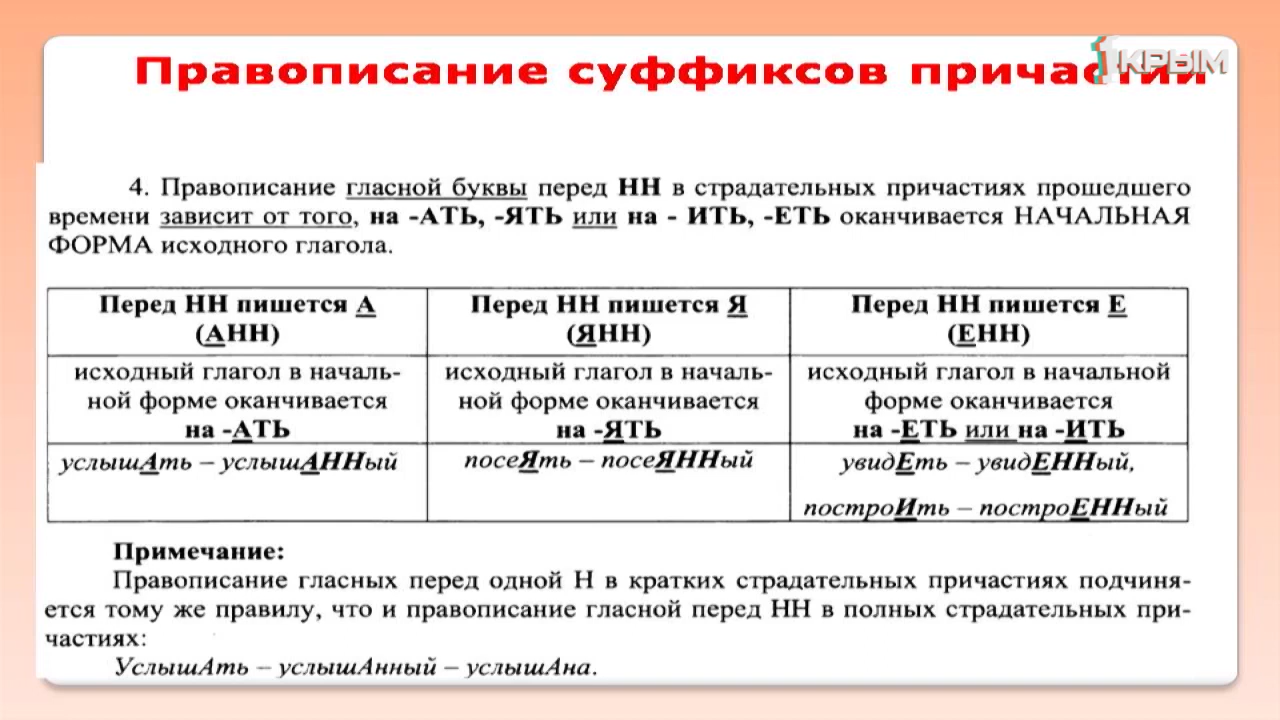 Правописание суффиксов причастий
1КРЫМ
4. Правописание гласной буквы перед НН в страдательных причастиях прошедшего
времени зависит от того, на -АТЬ, -ЯТЬ или на - ИТЬ, -ЕТЬ оканчивается НАЧАЛЬНАЯ
ФОРМА исходного глагола.
Перед НН пишется А
(АНН)
исходный глагол в началь-
ной форме оканчивается
на -АТЬ
услышАть – услышАННый
Перед НН пишется Я
(ЯНН)
исходный глагол в началь-
ной форме оканчивается
на -ЯТЬ
посеЯть – посеЯННый
Перед НН пишется Е
(ЕНН)
исходный глагол в начальной
форме оканчивается
на -ЕТЬ или на -ИТЬ
увидЕть – увидЕННый,
построИть – построЕННый
Примечание:
Правописание гласных перед одной Н в кратких страдательных причастиях подчиня-
ется тому же правилу, что и правописание гласной перед НН в полных страдательных при-
частиях:
УслышАть – услышАнный – услышАна.